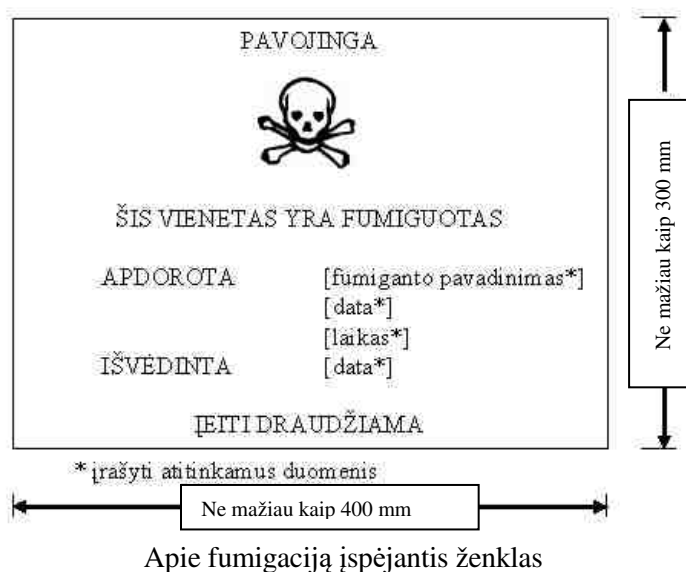 PAVOJINGA
ŠIS VIENETAS YRA FUMIGUOTAS
APDOROTA [fumiganto pavadinimas*]
[data*]
[laikas*]
IŠVĖDINTA [data*]
ĮEITI DRAUDŽIAMA
* įrašyti atitinkamus duomenis
Ne mažiau kaip 300 mm
Ne mažiau kaip 400 mm
Apie fumigaciją įspėjantis ženklas